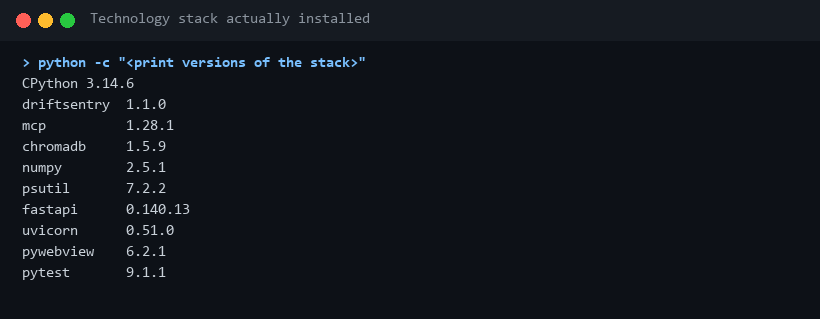 Technology stack actually installed
> python -c "<print versions of the stack>"
CPython 3.14.6
driftsentry  1.1.0
mcp          1.28.1
chromadb     1.5.9
numpy        2.5.1
psutil       7.2.2
fastapi      0.140.13
uvicorn      0.51.0
pywebview    6.2.1
pytest       9.1.1